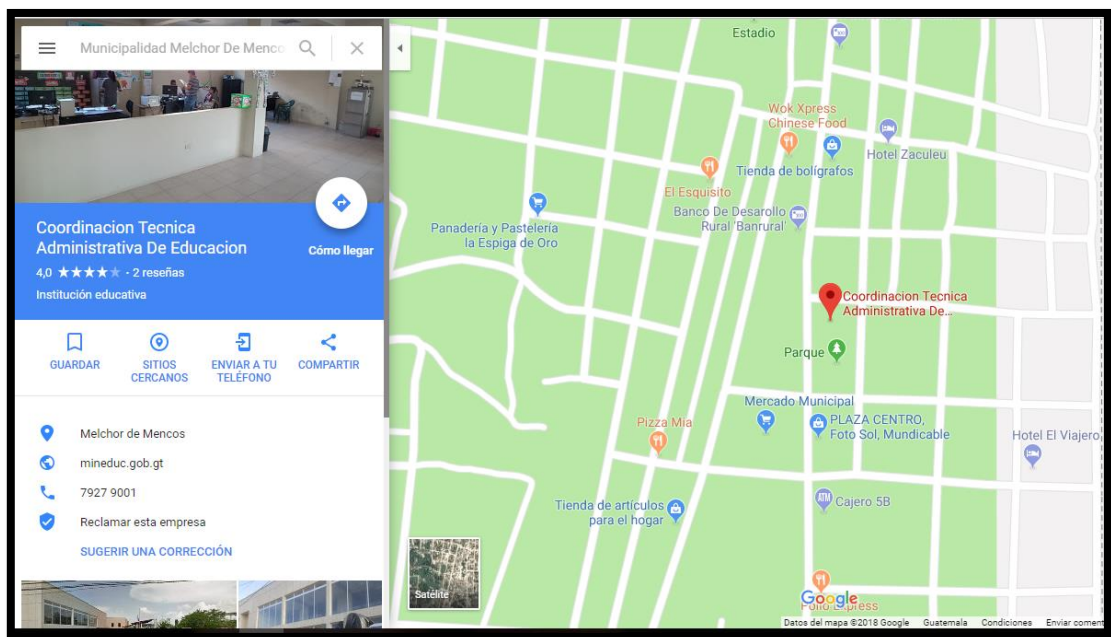 Municipalidad Melchor De Menco
Coordinacion Tecnica
Administrativa De Educacion
4,0 ★★★★★ - 2 reseñas
Institución educativa
Cómo llegar
GUARDAR
SITIOS
CERCANOS
ENVIAR A TU
TELÉFONO
COMPARTIR
Melchor de Mencos
mineduc.gob.gt
7927 9001
Reclamar esta empresa
SUGERIR UNA CORRECCIÓN
Estadio
Wok Xpress
Chinese Food
Hotel Zaculeu
Tienda de bolígrafos
El Esquisito
Banco De Desarollo
Rural 'Banrural'
Panadería y Pastelería
la Espiga de Oro
Coordinacion Tecnica
Administrativa De...
Parque
Mercado Municipal
PLAZA CENTRO,
Foto Sol, Mundicable
Pizza Mia
Hotel El Viajero
Tienda de artículos
para el hogar
ATM
Cajero 5B
Satélite
Google
Pollo Express
Datos del mapa ©2018 Google Guatemala Condiciones Enviar coment